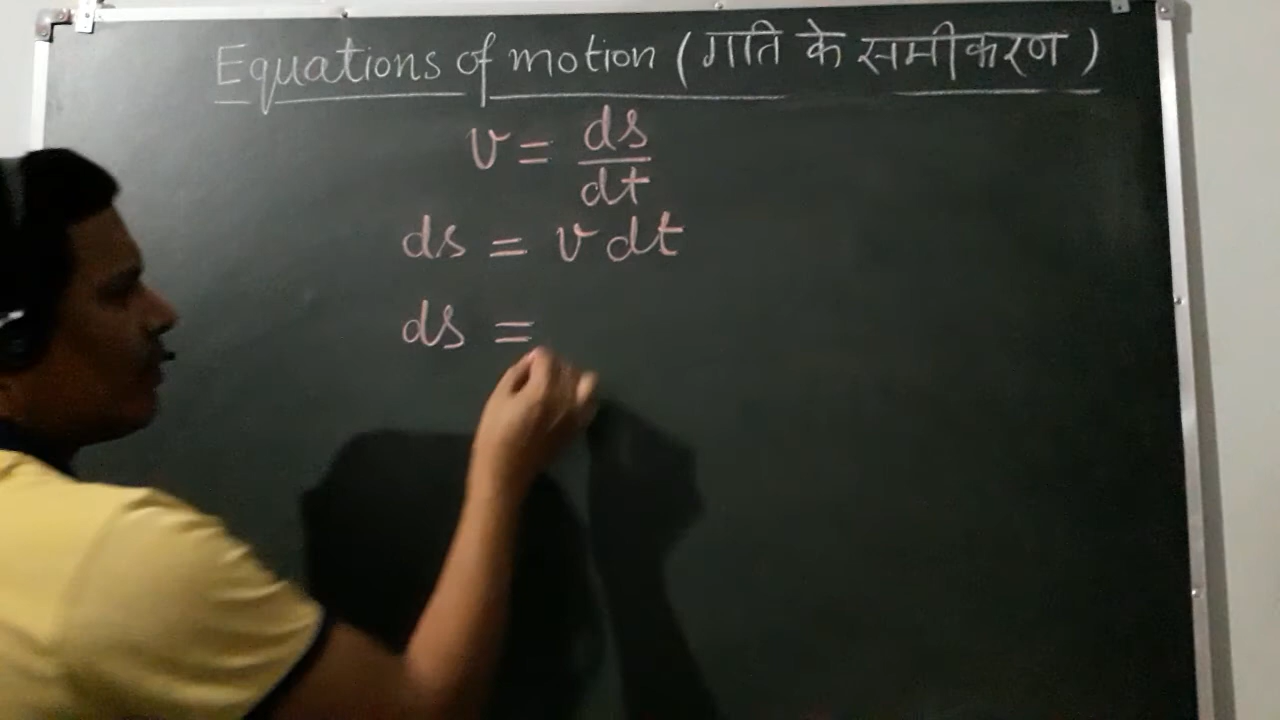 Equations of motion (गति के समीकरण)
v = ds/dt
ds = v dt
ds =